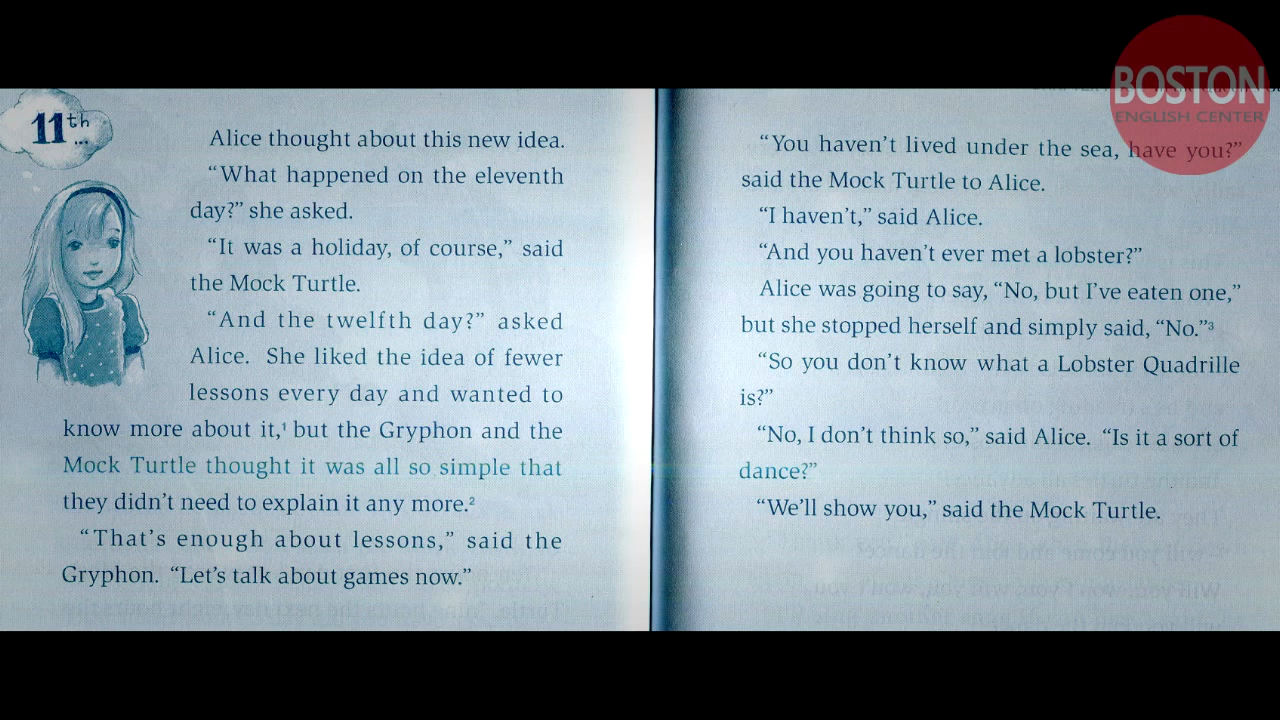 11th
...
Alice thought about this new idea.
“What happened on the eleventh
day?” she asked.
“It was a holiday, of course,” said
the Mock Turtle.
“And the twelfth day?” asked
Alice. She liked the idea of fewer
lessons every day and wanted to
know more about it,¹ but the Gryphon and the
Mock Turtle thought it was all so simple that
they didn’t need to explain it any more.²
“That’s enough about lessons,” said the
Gryphon. “Let’s talk about games now.”
“You haven’t lived under the sea, have you?”
said the Mock Turtle to Alice.
“I haven’t,” said Alice.
“And you haven’t ever met a lobster?”
Alice was going to say, “No, but I’ve eaten one,”
but she stopped herself and simply said, “No.”³
“So you don’t know what a Lobster Quadrille
is?”
“No, I don’t think so,” said Alice. “Is it a sort of
dance?”
“We’ll show you,” said the Mock Turtle.
BOSTON
ENGLISH CENTER